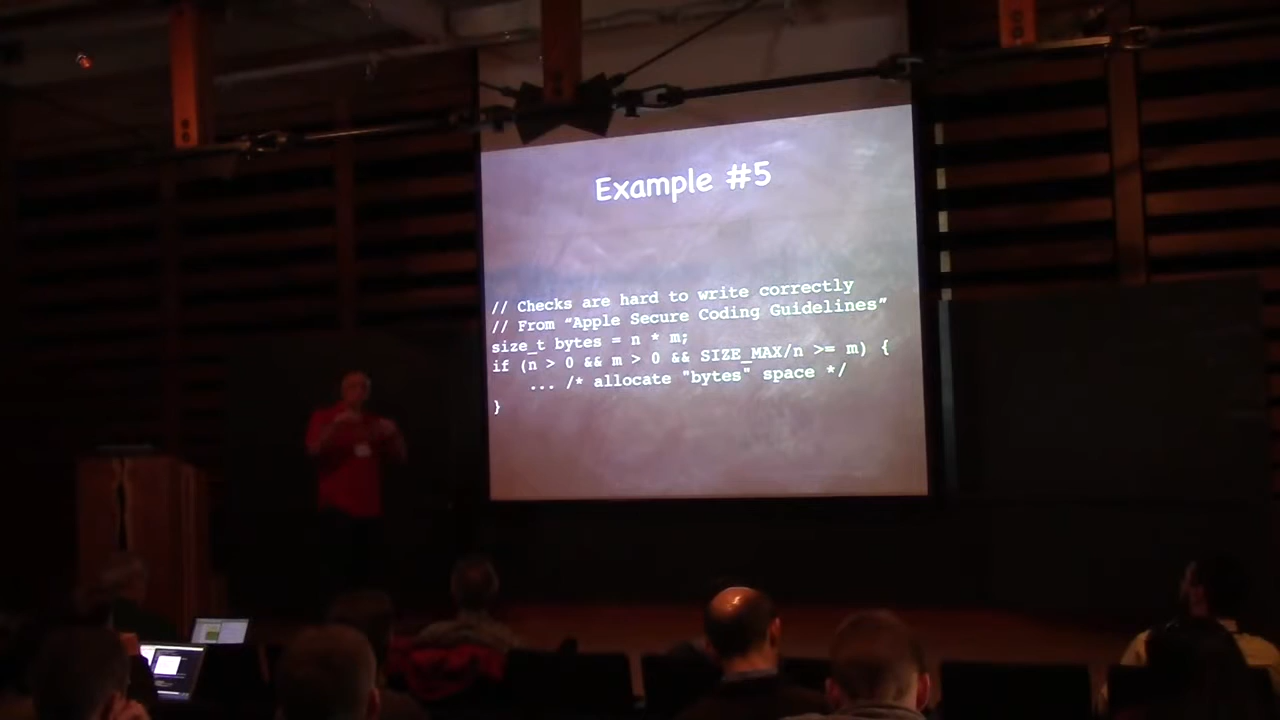 Example #5
// Checks are hard to write correctly
// From “Apple Secure Coding Guidelines”
size_t bytes = n * m;
if (n > 0 && m > 0 && SIZE_MAX/n >= m) {
... /* allocate "bytes" space */
}